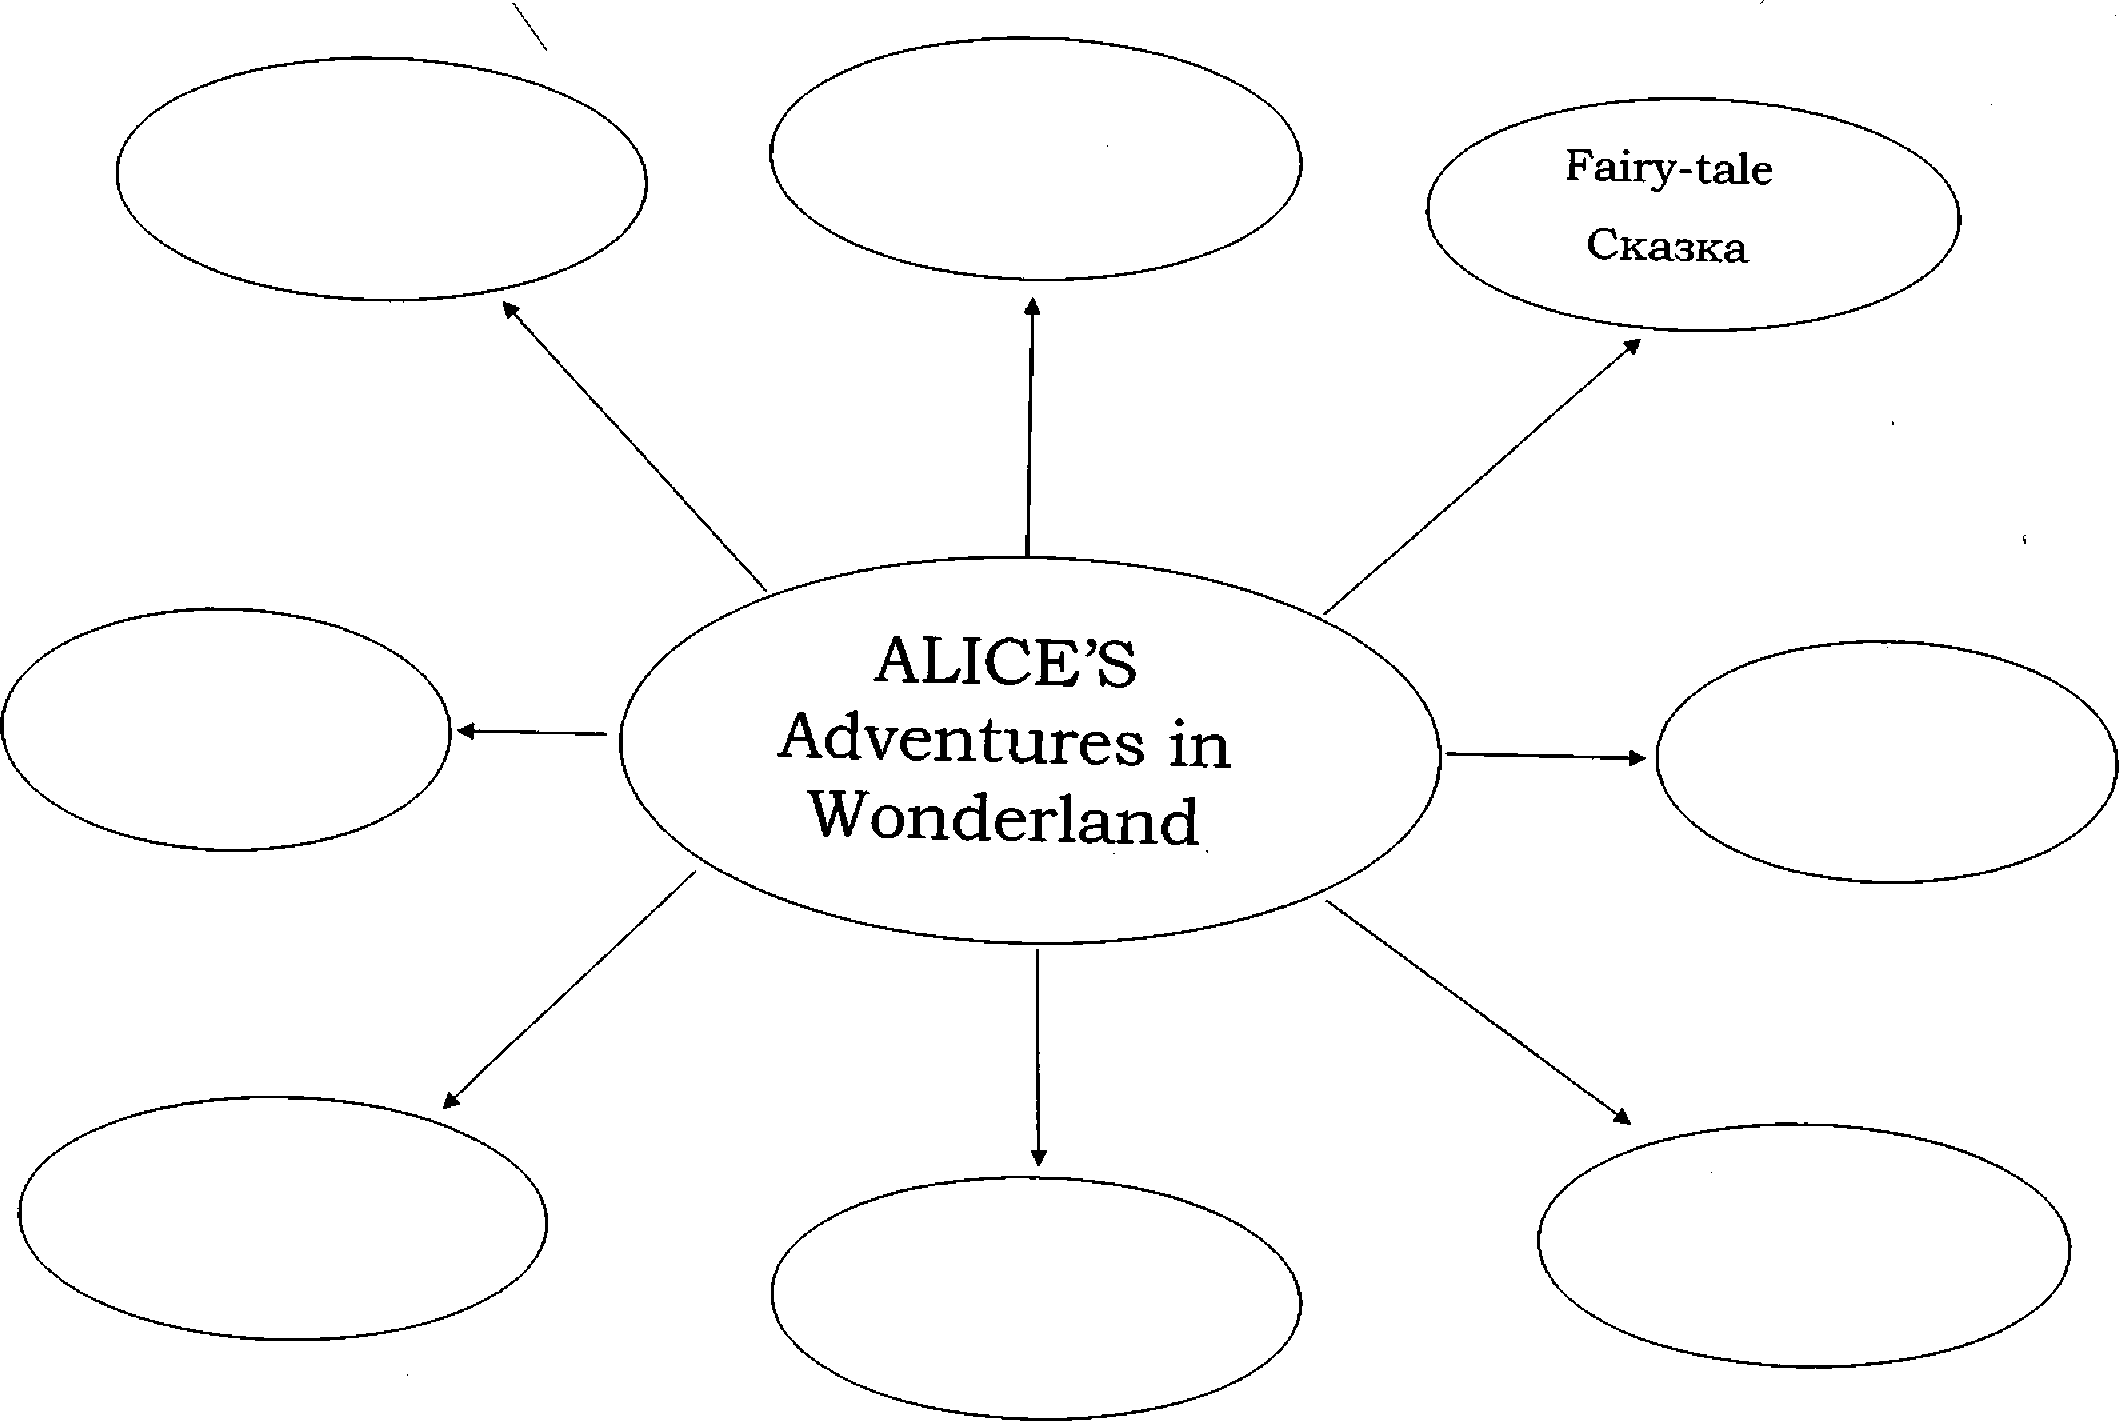 Fairy-tale
Сказка
ALICE’S
Adventures in
Wonderland